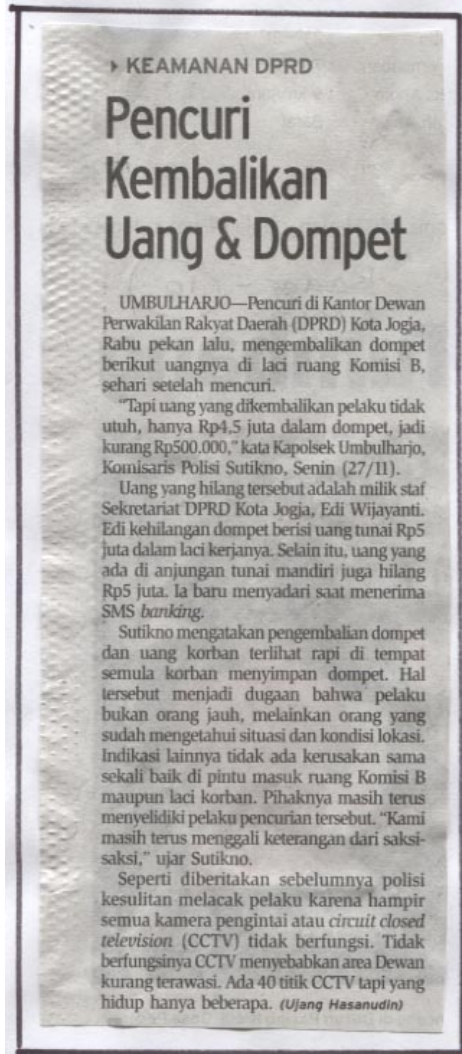 KEAMANAN DPRD
Pencuri
Kembalikan
Uang & Dompet
UMBULHARJO—Pencuri di Kantor Dewan
Perwakilan Rakyat Daerah (DPRD) Kota Jogja,
Rabu pekan lalu, mengembalikan dompet
berikut uangnya di laci ruang Komisi B,
sehari setelah mencuri.
"Tapi uang yang dikembalikan pelaku tidak
utuh, hanya Rp4,5 juta dalam dompet, jadi
kurang Rp500.000," kata Kapolsek Umbulharjo,
Komisaris Polisi Sutikno, Senin (27/11).
Uang yang hilang tersebut adalah milik staf
Sekretariat DPRD Kota Jogja, Edi Wijayanti.
Edi kehilangan dompet berisi uang tunai Rp5
juta dalam laci kerjanya. Selain itu, uang yang
ada di anjungan tunai mandiri juga hilang
Rp5 juta. Ia baru menyadari saat menerima
SMS banking.
Sutikno mengatakan pengembalian dompet
dan uang korban terlihat rapi di tempat
semula korban menyimpan dompet. Hal
tersebut menjadi dugaan bahwa pelaku
bukan orang jauh, melainkan orang yang
sudah mengetahui situasi dan kondisi lokasi.
Indikasi lainnya tidak ada kerusakan sama
sekali baik di pintu masuk ruang Komisi B
maupun laci korban. Pihaknya masih terus
menyelidiki pelaku pencurian tersebut. "Kami
masih terus menggali keterangan dari saksi-
saksi," ujar Sutikno.
Seperti diberitakan sebelumnya polisi
kesulitan melacak pelaku karena hampir
semua kamera pengintai atau circuit closed
television (CCTV) tidak berfungsi. Tidak
berfungsinya CCTV menyebabkan area Dewan
kurang terawasi. Ada 40 titik CCTV tapi yang
hidup hanya beberapa. (Ujang Hasanudin)